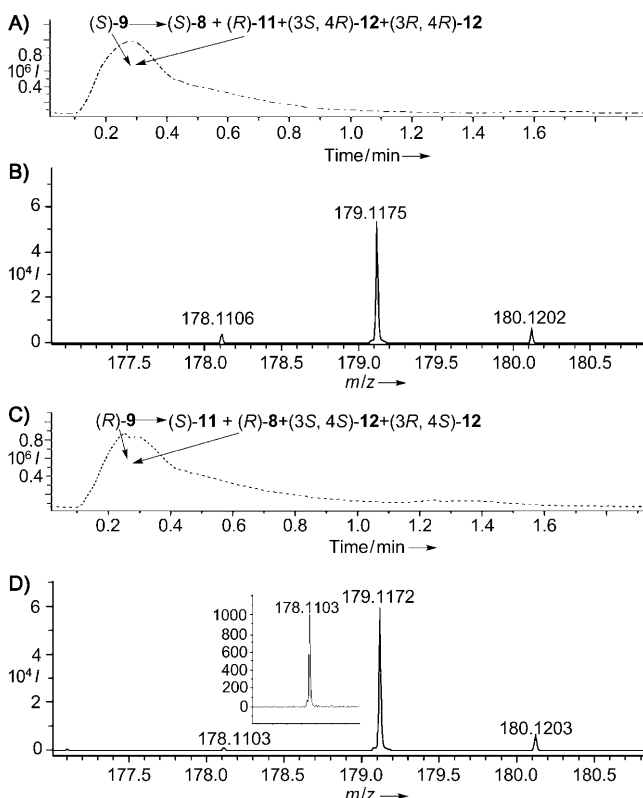 A)
(S)-9 ⟶ (S)-8 + (R)-11+(3S, 4R)-12+(3R, 4R)-12
0.8
10⁶ I
0.4
0.2 0.4 0.6 0.8 1.0 1.2 1.4 1.6
Time/min ⟶
B)
6
179.1175
4
10⁴ I
2
178.1106 180.1202
0
177.5 178.0 178.5 179.0 179.5 180.0 180.5
m/z ⟶
C)
(R)-9 ⟶ (S)-11 + (R)-8+(3S, 4S)-12+(3R, 4S)-12
0.8
10⁶ I
0.4
0.2 0.4 0.6 0.8 1.0 1.2 1.4 1.6
Time/min ⟶
D)
6
179.1172
178.1103
1000
800
600
400
200
0
4
10⁴ I
2
178.1103 180.1203
0
177.5 178.0 178.5 179.0 179.5 180.0 180.5
m/z ⟶